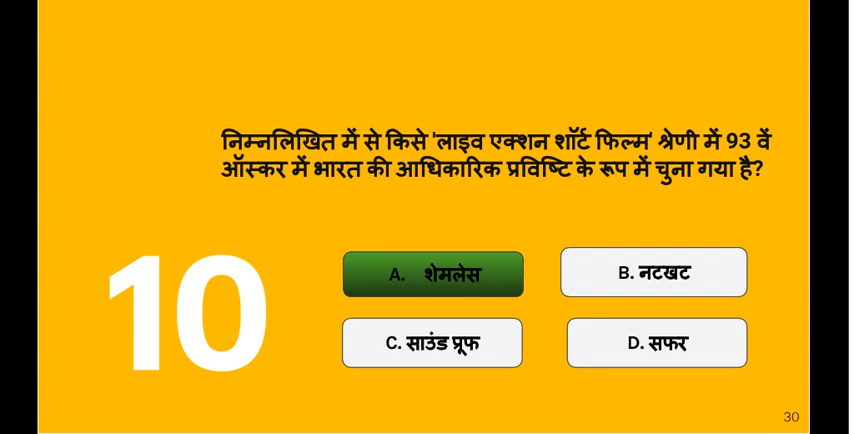 निम्नलिखित में से किसे 'लाइव एक्शन शॉर्ट फिल्म' श्रेणी में 93 वें
ऑस्कर में भारत की आधिकारिक प्रविष्टि के रूप में चुना गया है?
10
A. शेमलेस
B. नटखट
C. साउंड प्रूफ
D. सफर
30